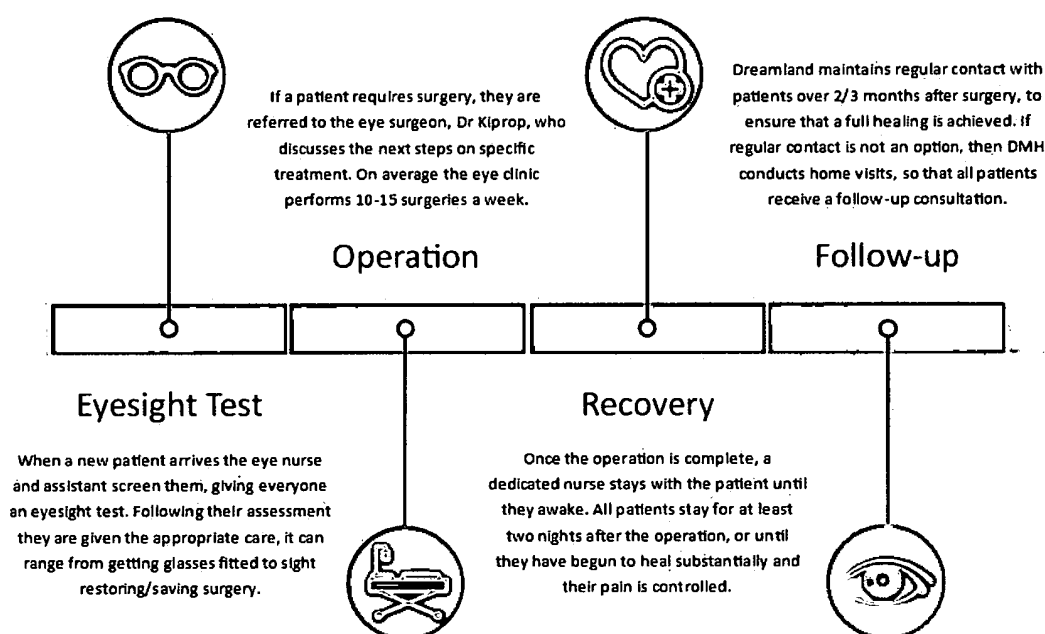 Eyesight Test
When a new patient arrives the eye nurse
and assistant screen them, giving everyone
an eyesight test. Following their assessment
they are given the appropriate care, it can
range from getting glasses fitted to sight
restoring/saving surgery.
If a patient requires surgery, they are
referred to the eye surgeon, Dr Kiprop, who
discusses the next steps on specific
treatment. On average the eye clinic
performs 10-15 surgeries a week.
Operation
Recovery
Once the operation is complete, a
dedicated nurse stays with the patient until
they awake. All patients stay for at least
two nights after the operation, or until
they have begun to heal substantially and
their pain is controlled.
Dreamland maintains regular contact with
patients over 2/3 months after surgery, to
ensure that a full healing is achieved. If
regular contact is not an option, then DMH
conducts home visits, so that all patients
receive a follow-up consultation.
Follow-up